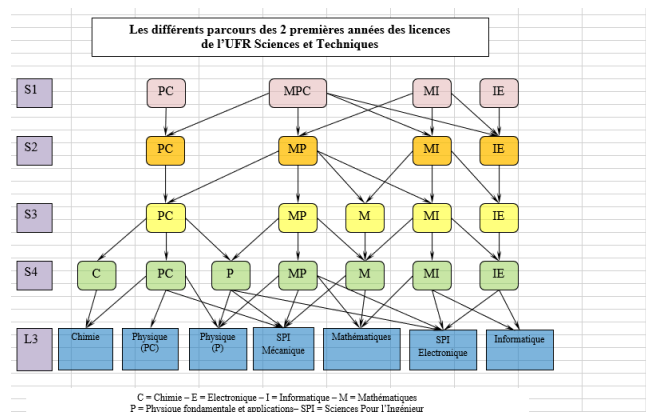 Les différents parcours des 2 premières années des licences
de l'UFR Sciences et Techniques
S1 PC MPC MI IE
S2 PC MP MI IE
S3 PC MP M MI IE
S4 C PC P MP M MI IE
L3 Chimie Physique (PC) Physique (P) SPI Mécanique Mathématiques SPI Electronique Informatique
C = Chimie – E = Electronique – I = Informatique – M = Mathématiques
P = Physique fondamentale et applications– SPI = Sciences Pour l'Ingénieur